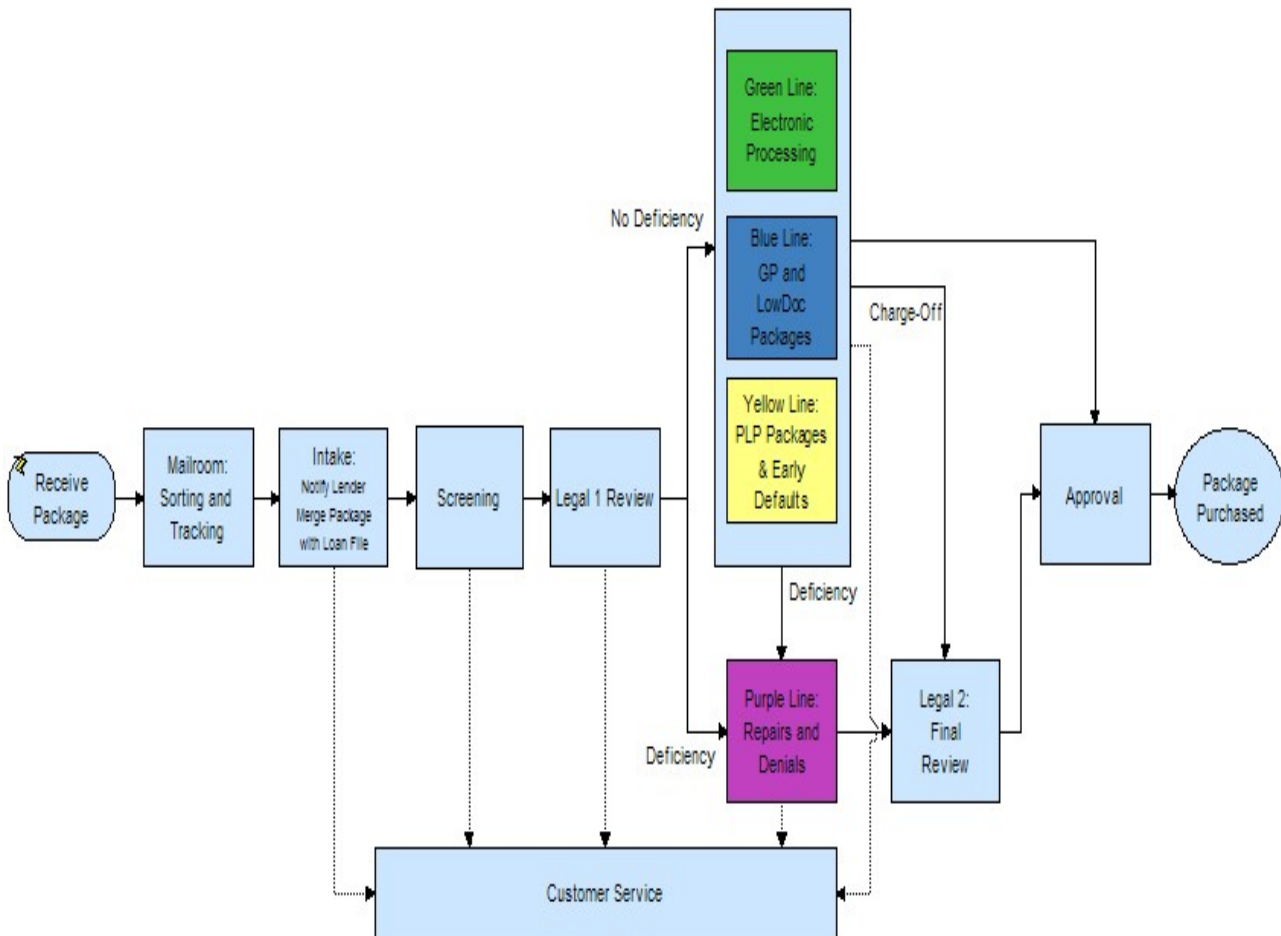 Green Line:
Electronic
Processing
No Deficiency
Blue Line:
GP and
LowDoc
Packages
Charge-Off
Yellow Line:
PLP Packages
& Early
Defaults
Receive
Package
Mailroom:
Sorting and
Tracking
Intake:
Notify Lender
Merge Package
with Loan File
Screening
Legal 1 Review
Approval
Package
Purchased
Deficiency
Deficiency
Purple Line:
Repairs and
Denials
Legal 2:
Final
Review
Customer Service